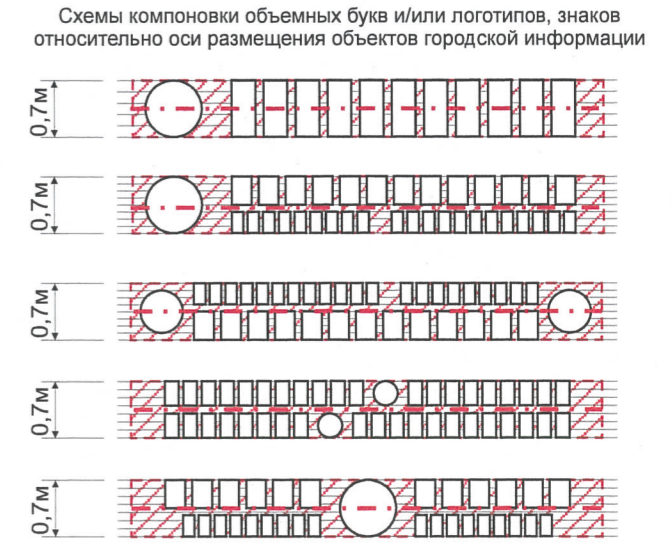 Схемы компоновки объемных букв и/или логотипов, знаков
относительно оси размещения объектов городской информации
0,7м
0,7м
0,7м
0,7м
0,7м